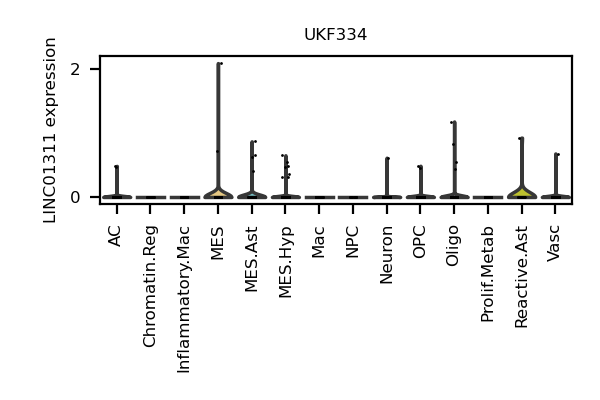 UKF334
LINC01311 expression
2
0
AC
Chromatin.Reg
Inflammatory.Mac
MES
MES.Ast
MES.Hyp
Mac
NPC
Neuron
OPC
Oligo
Prolif.Metab
Reactive.Ast
Vasc